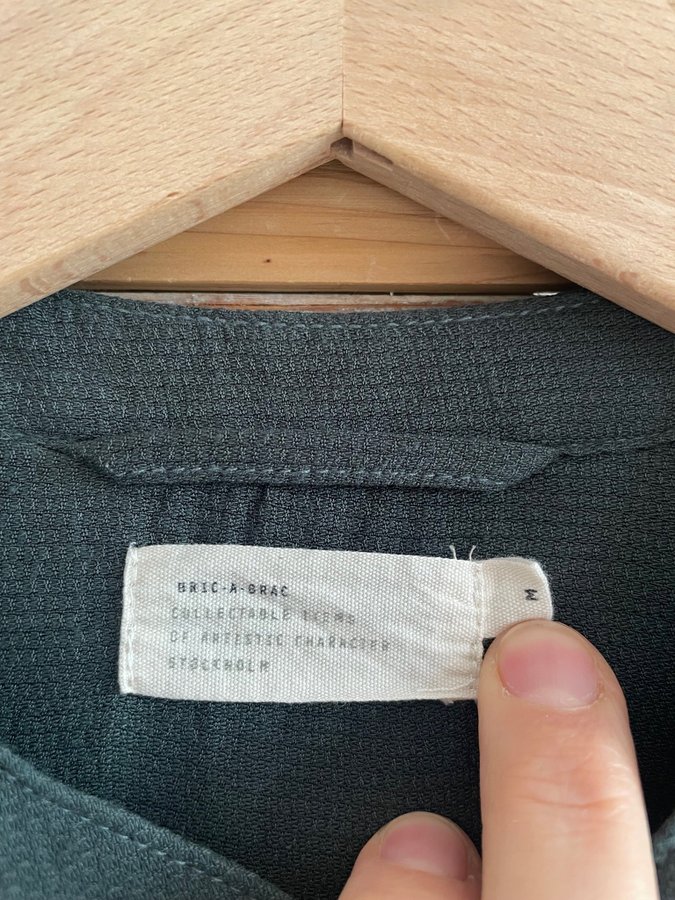 BRIC-A-BRAC
COLLECTABLE ITEMS
OF ARTISTIC CHARACTER
STOCKHOLM
M